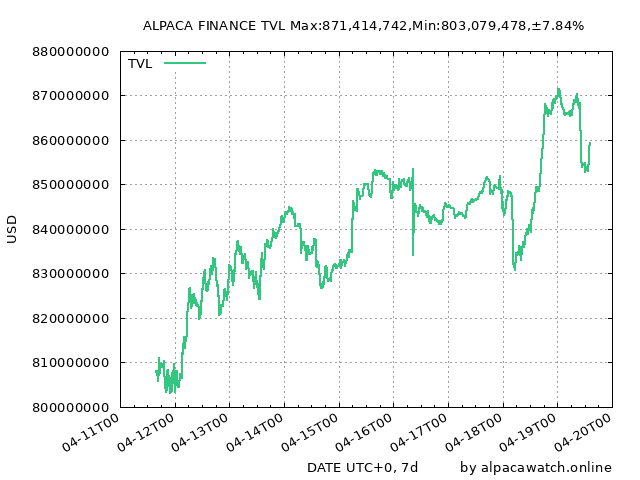 ALPACA FINANCE TVL Max:871,414,742,Min:803,079,478,±7.84%
880000000
TVL
870000000
860000000
850000000
840000000
USD
830000000
820000000
810000000
800000000
04-11T00
04-12T00
04-13T00
04-14T00
04-15T00
04-16T00
04-17T00
04-18T00
04-19T00
04-20T00
DATE UTC+0, 7d
by alpacawatch.online